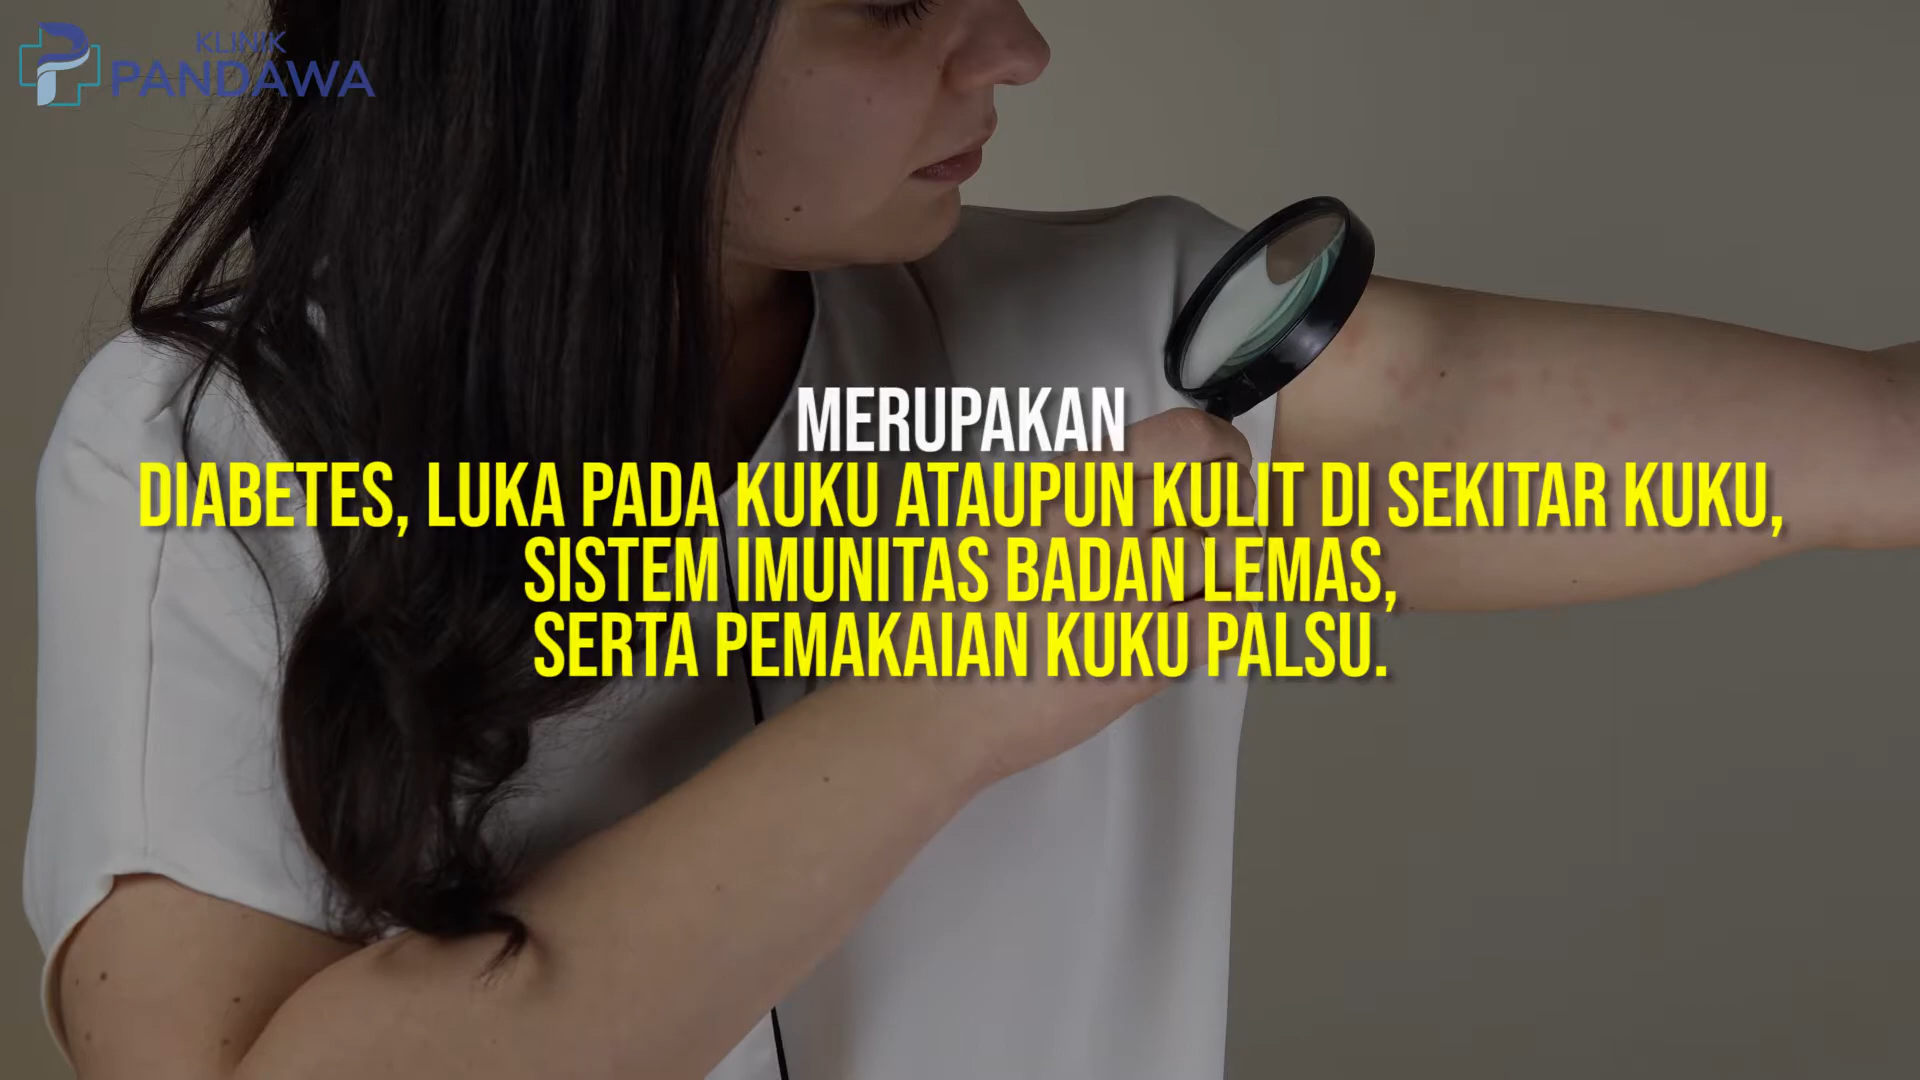 KLINIK
PANDAWA
MERUPAKAN
DIABETES, LUKA PADA KUKU ATAUPUN KULIT DI SEKITAR KUKU,
SISTEM IMUNITAS BADAN LEMAS,
SERTA PEMAKAIAN KUKU PALSU.